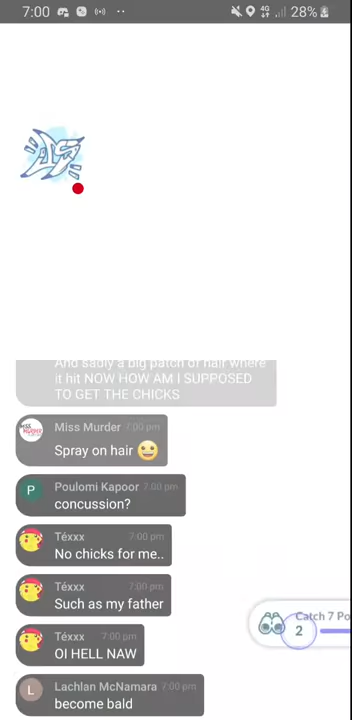 7:00 4G 28%
And sadly a big patch of hair where
it hit NOW HOW AM I SUPPOSED
TO GET THE CHICKS
Miss Murder 7:00 pm
Spray on hair 😀
P Poulomi Kapoor 7:00 pm
concussion?
Téxxx 7:00 pm
No chicks for me..
Téxxx 7:00 pm
Such as my father
Téxxx 7:00 pm
OI HELL NAW
Catch 7 Po
2
L Lachlan McNamara 7:00 pm
become bald